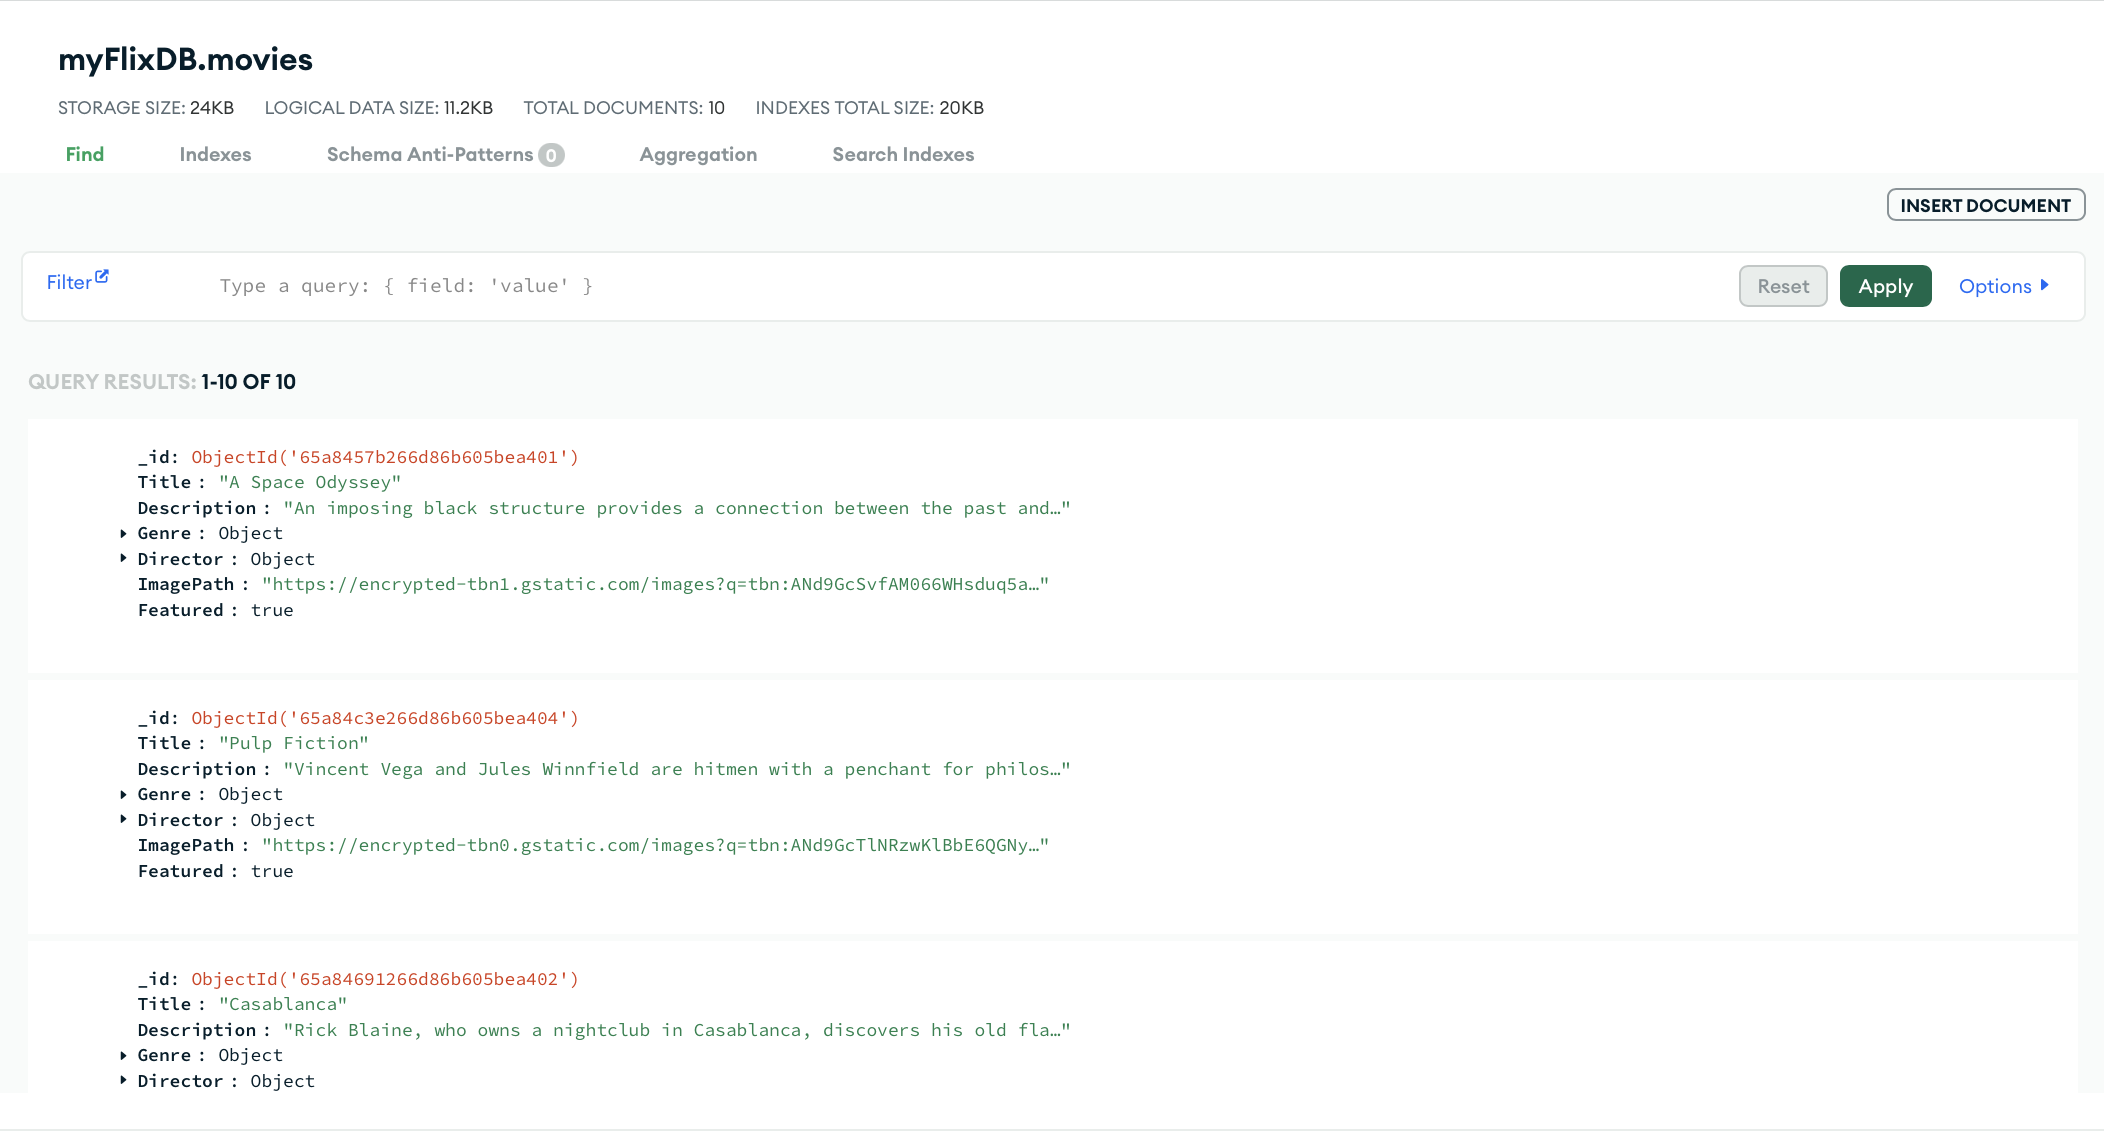 myFlixDB.movies
STORAGE SIZE: 24KB LOGICAL DATA SIZE: 11.2KB TOTAL DOCUMENTS: 10 INDEXES TOTAL SIZE: 20KB
Find Indexes Schema Anti-Patterns 0 Aggregation Search Indexes
INSERT DOCUMENT
Filter Type a query: { field: 'value' } Reset Apply Options
QUERY RESULTS: 1-10 OF 10
_id: ObjectId('65a8457b266d86b605bea401')
Title : "A Space Odyssey"
Description : "An imposing black structure provides a connection between the past and…"
Genre : Object
Director : Object
ImagePath : "https://encrypted-tbn1.gstatic.com/images?q=tbn:ANd9GcSvfAM066WHsduq5a…"
Featured : true
_id: ObjectId('65a84c3e266d86b605bea404')
Title : "Pulp Fiction"
Description : "Vincent Vega and Jules Winnfield are hitmen with a penchant for philos…"
Genre : Object
Director : Object
ImagePath : "https://encrypted-tbn0.gstatic.com/images?q=tbn:ANd9GcTlNRzwKlBbE6QGNy…"
Featured : true
_id: ObjectId('65a84691266d86b605bea402')
Title : "Casablanca"
Description : "Rick Blaine, who owns a nightclub in Casablanca, discovers his old fla…"
Genre : Object
Director : Object